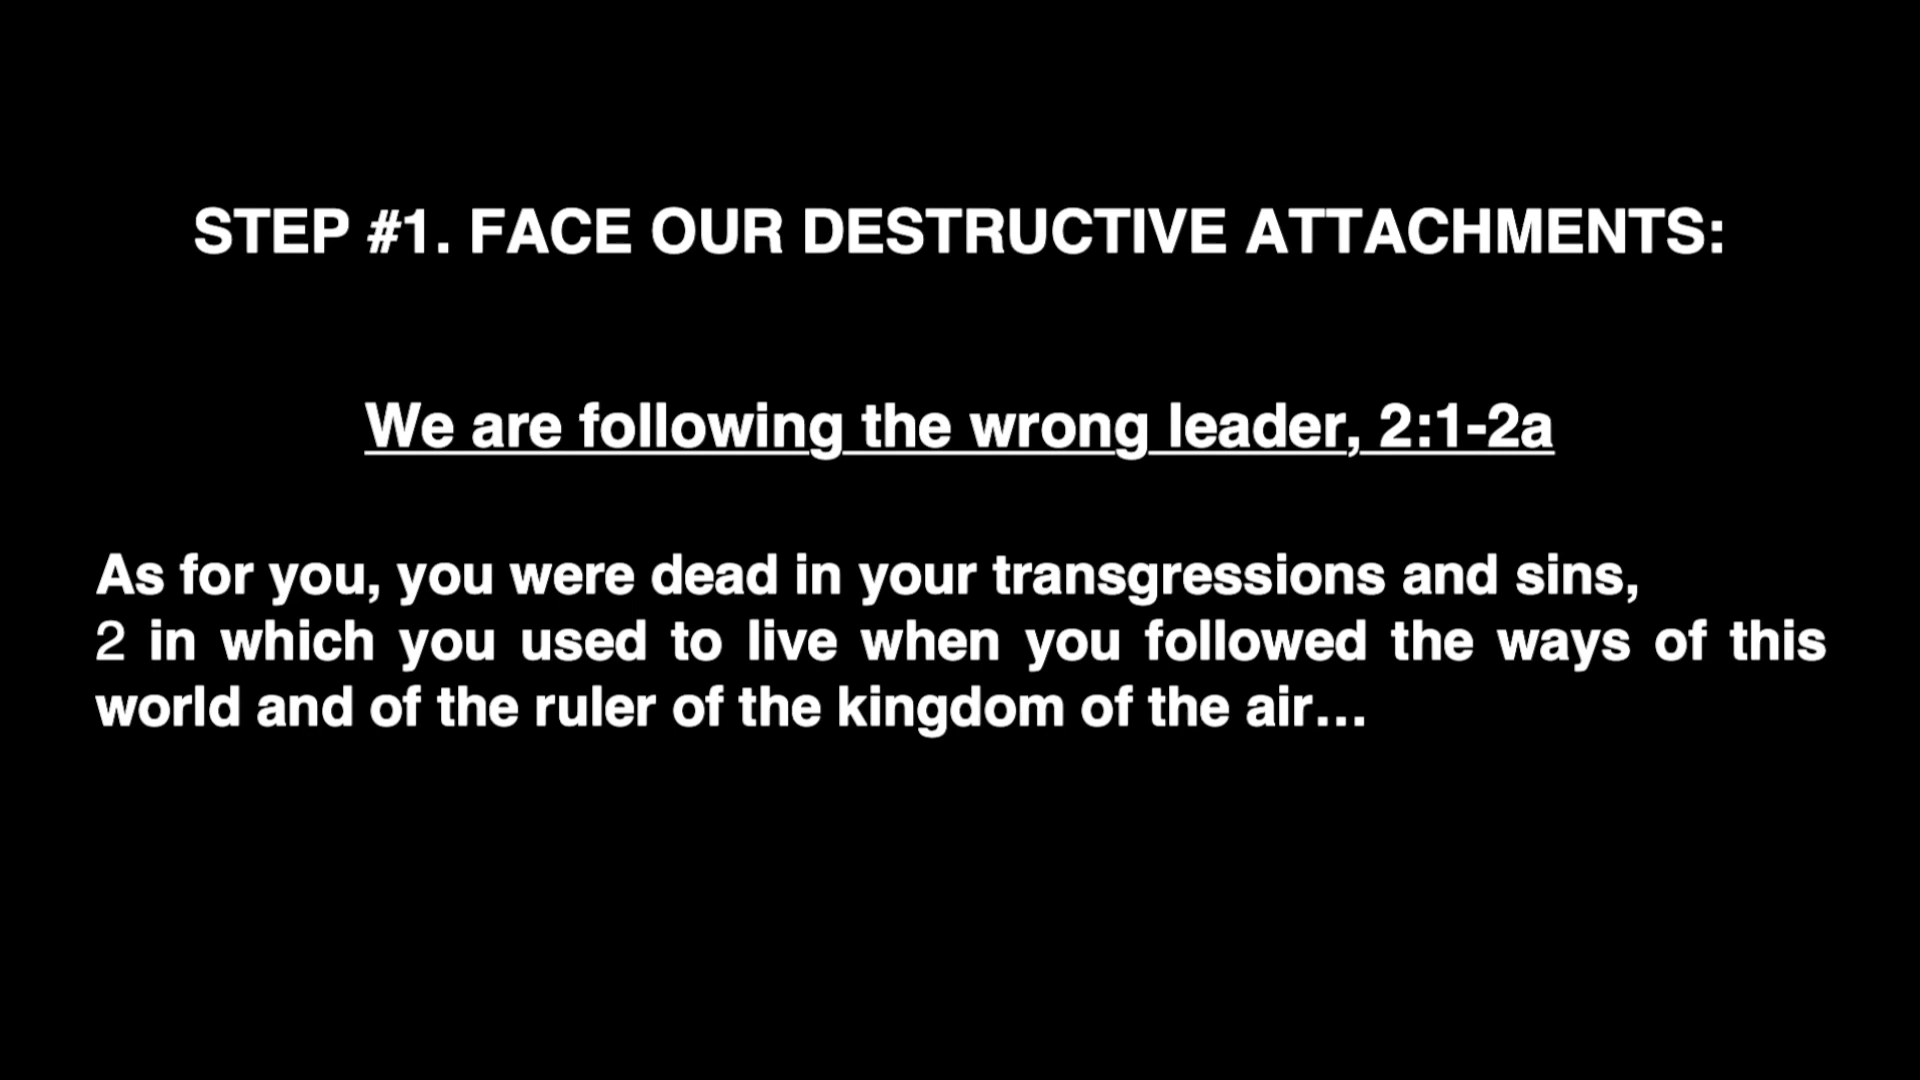 STEP #1. FACE OUR DESTRUCTIVE ATTACHMENTS:
We are following the wrong leader, 2:1-2a
As for you, you were dead in your transgressions and sins,
2 in which you used to live when you followed the ways of this
world and of the ruler of the kingdom of the air…